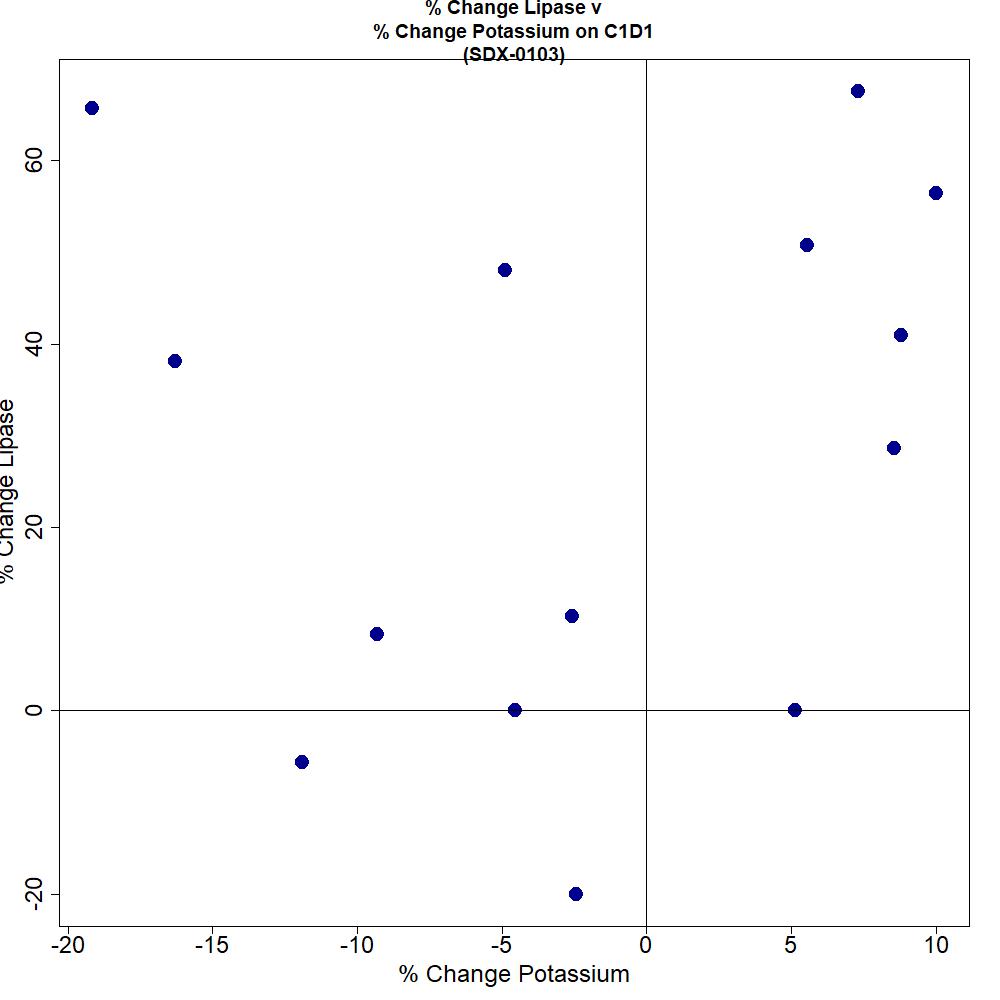 % Change Lipase v
% Change Potassium on C1D1
(SDX-0103)
% Change Lipase
60
40
20
0
-20
-20 -15 -10 -5 0 5 10
% Change Potassium